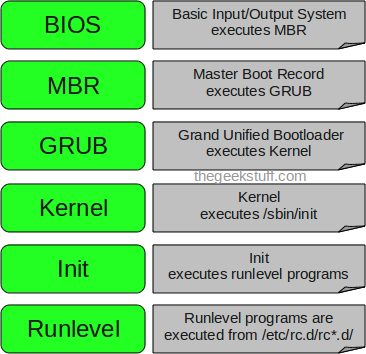 BIOS
Basic Input/Output System
executes MBR
MBR
Master Boot Record
executes GRUB
GRUB
Grand Unified Bootloader
executes Kernel
thegeekstuff.com
Kernel
Kernel
executes /sbin/init
Init
Init
executes runlevel programs
Runlevel
Runlevel programs are
executed from /etc/rc.d/rc*.d/